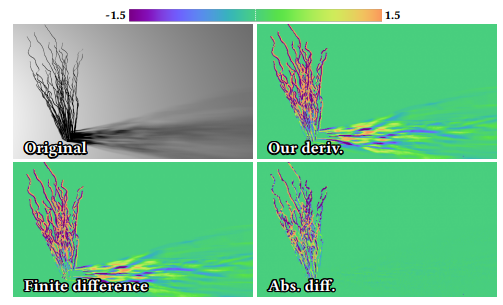 -1.5 1.5
Original
Our deriv.
Finite difference
Abs. diff.